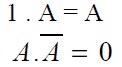 1 . A = A
A.A̅ = 0